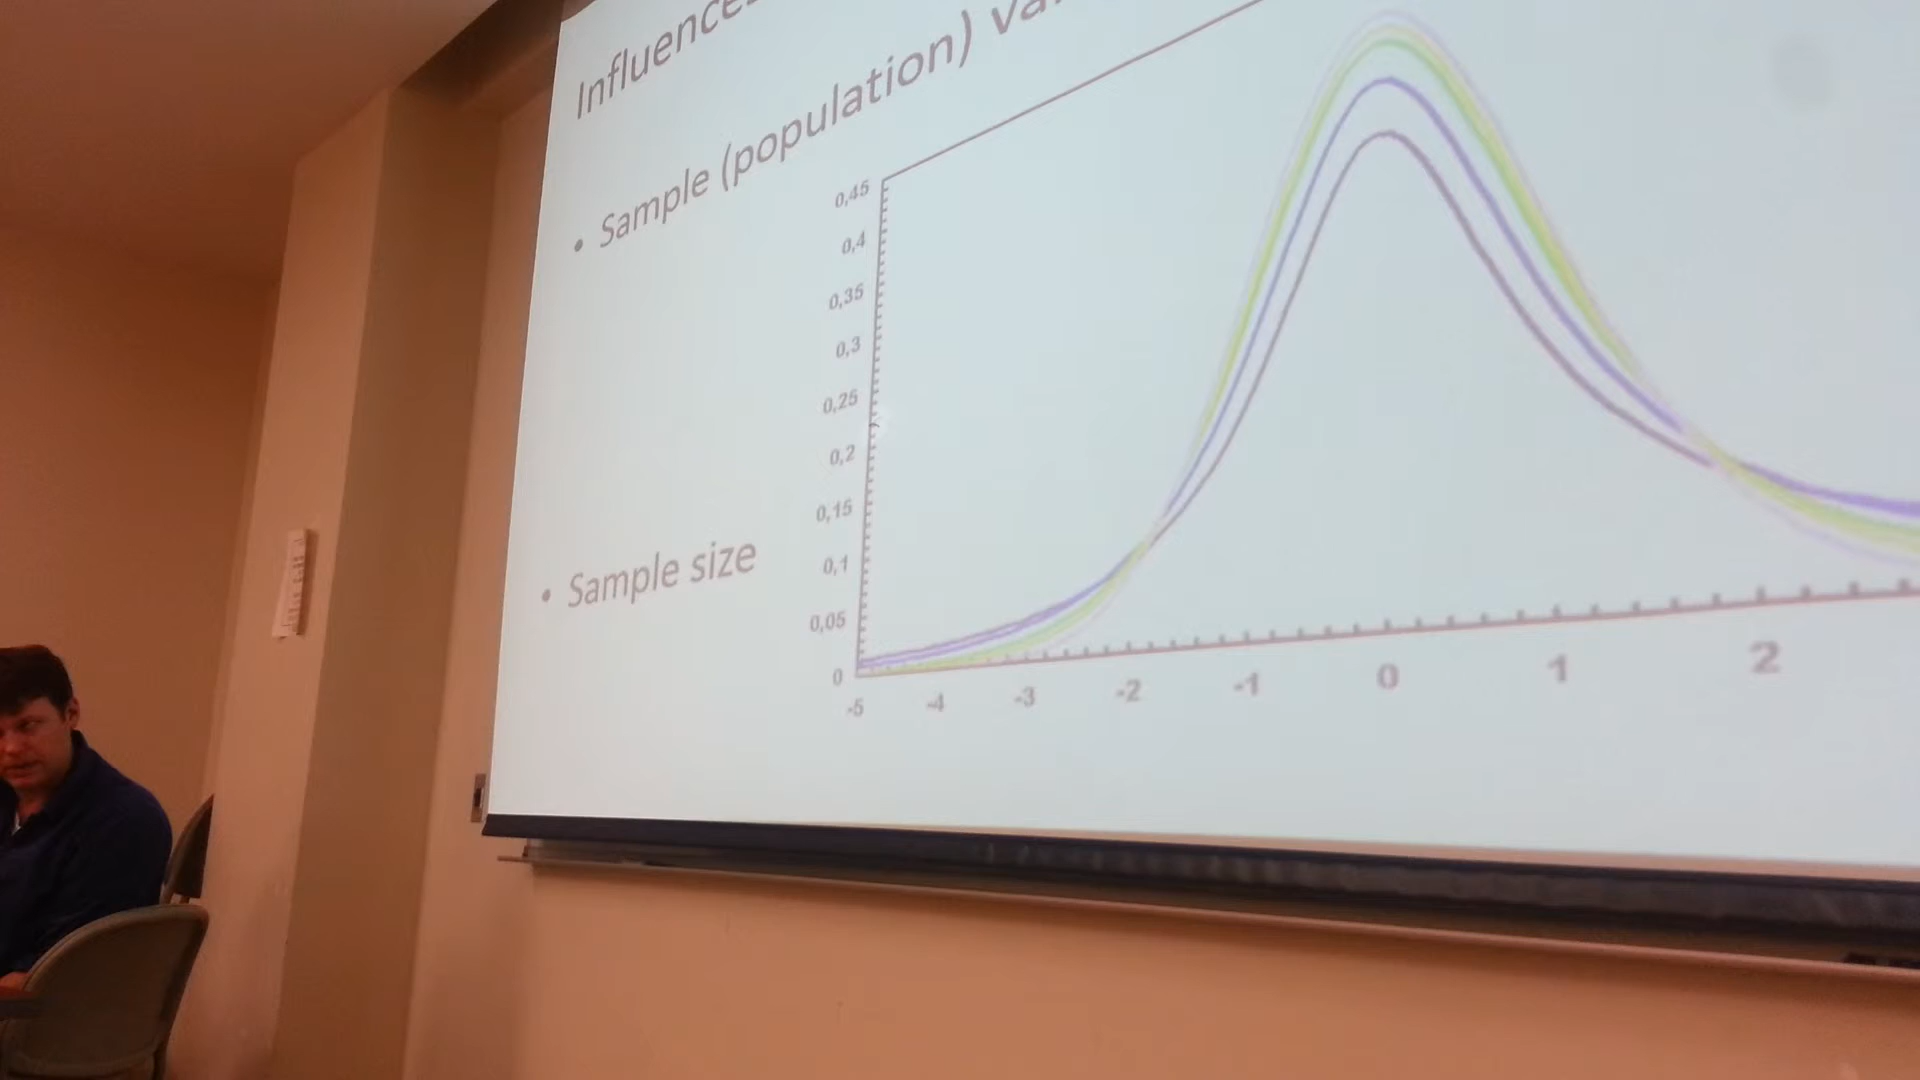 Influence
• Sample (population) va
0,45
0,4
0,35
0,3
0,25
0,2
0,15
0,1
0,05
0
-5 -4 -3 -2 -1 0 1 2
• Sample size